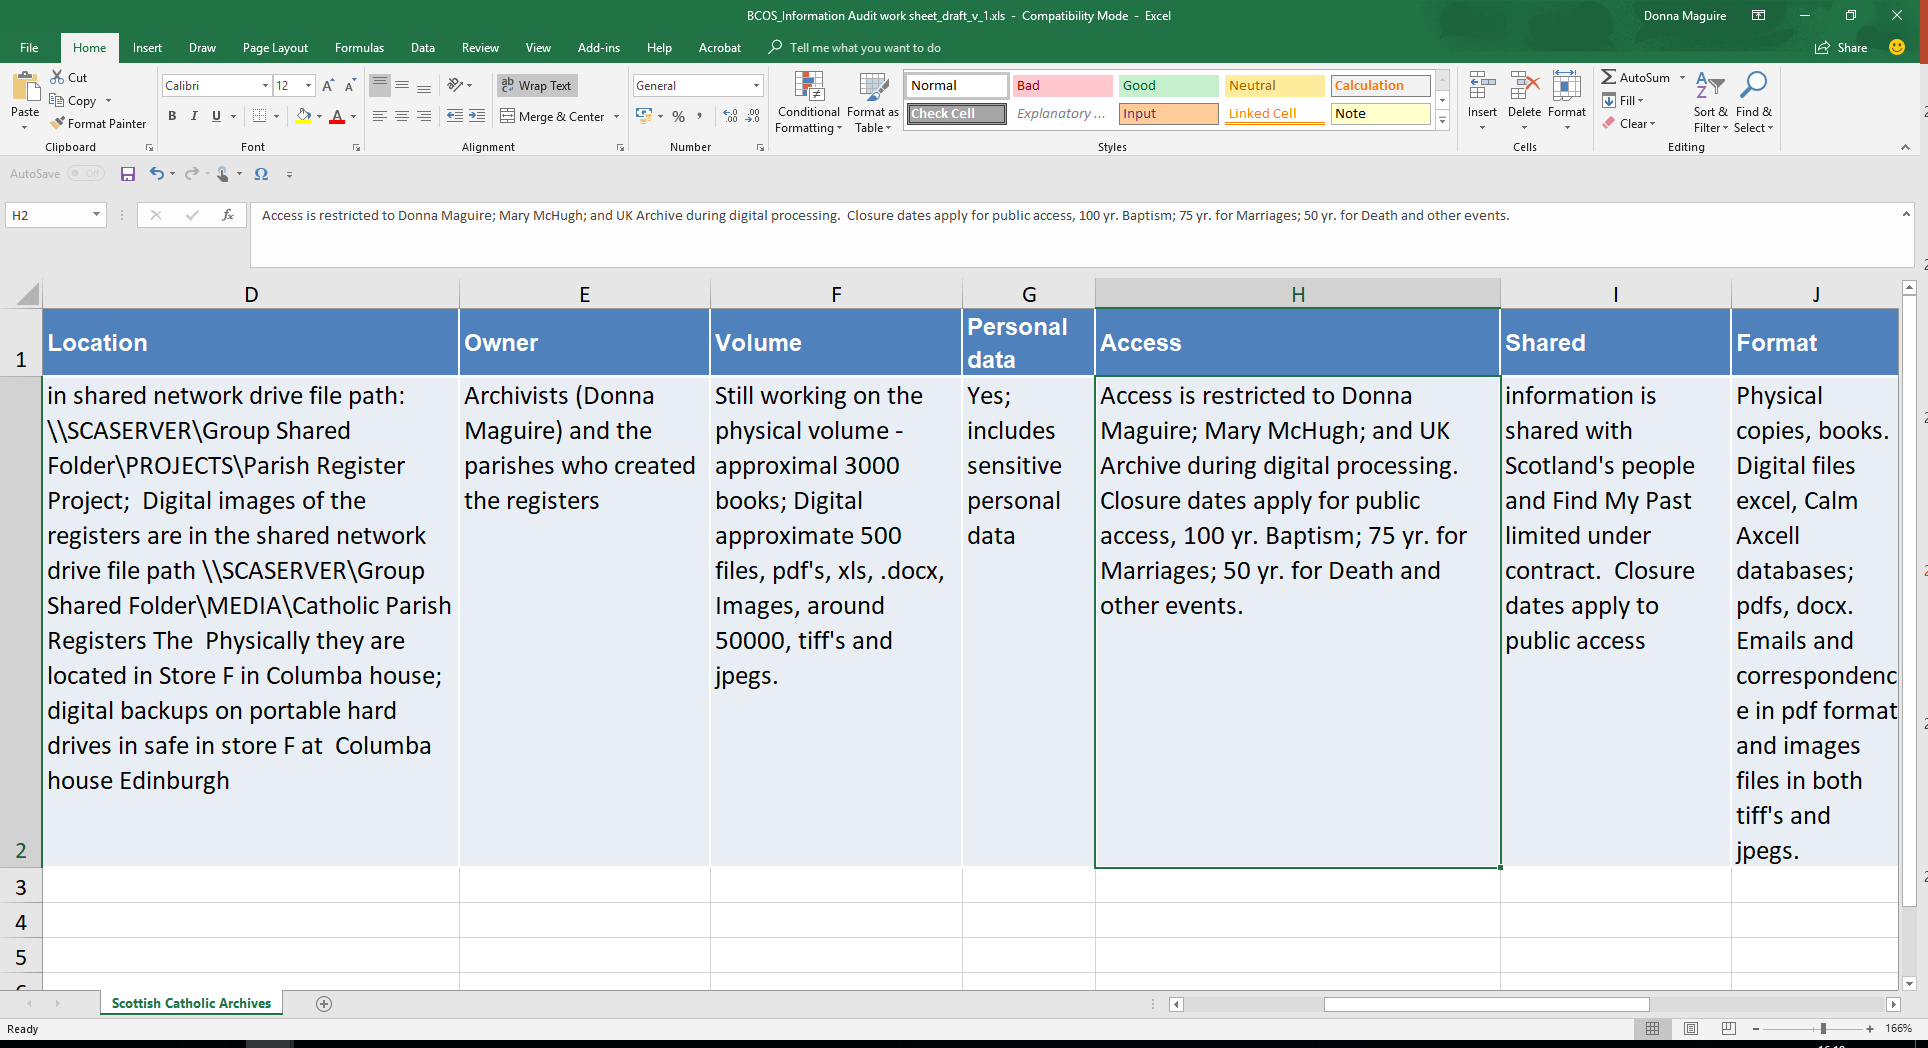 BCOS_Information Audit work sheet_draft_v_1.xls - Compatibility Mode - Excel
Donna Maguire
File Home Insert Draw Page Layout Formulas Data Review View Add-ins Help Acrobat Tell me what you want to do
Share
Paste
Cut
Copy
Format Painter
Clipboard
Calibri 12
B I U
Font
Wrap Text
Merge & Center
Alignment
General
%
Number
Conditional Formatting
Format as Table
Normal Bad Good Neutral Calculation
Check Cell Explanatory ... Input Linked Cell Note
Styles
Insert Delete Format
Cells
AutoSum
Fill
Clear
Sort & Filter
Find & Select
Editing
AutoSave Off
H2
fx
Access is restricted to Donna Maguire; Mary McHugh; and UK Archive during digital processing.  Closure dates apply for public access, 100 yr. Baptism; 75 yr. for Marriages; 50 yr. for Death and other events.
D E F G H I J
1
Location
Owner
Volume
Personal
data
Access
Shared
Format
2
in shared network drive file path:
\\SCASERVER\Group Shared
Folder\PROJECTS\Parish Register
Project;  Digital images of the
registers are in the shared network
drive file path \\SCASERVER\Group
Shared Folder\MEDIA\Catholic Parish
Registers The  Physically they are
located in Store F in Columba house;
digital backups on portable hard
drives in safe in store F at  Columba
house Edinburgh
Archivists (Donna
Maguire) and the
parishes who created
the registers
Still working on the
physical volume -
approximal 3000
books; Digital
approximate 500
files, pdf's, xls, .docx,
Images, around
50000, tiff's and
jpegs.
Yes;
includes
sensitive
personal
data
Access is restricted to Donna
Maguire; Mary McHugh; and UK
Archive during digital processing.
Closure dates apply for public
access, 100 yr. Baptism; 75 yr. for
Marriages; 50 yr. for Death and
other events.
information is
shared with
Scotland's people
and Find My Past
limited under
contract.  Closure
dates apply to
public access
Physical
copies, books.
Digital files
excel, Calm
Axcell
databases;
pdfs, docx.
Emails and
correspondenc
e in pdf format
and images
files in both
tiff's and
jpegs.
3
4
5
Scottish Catholic Archives
Ready
166%